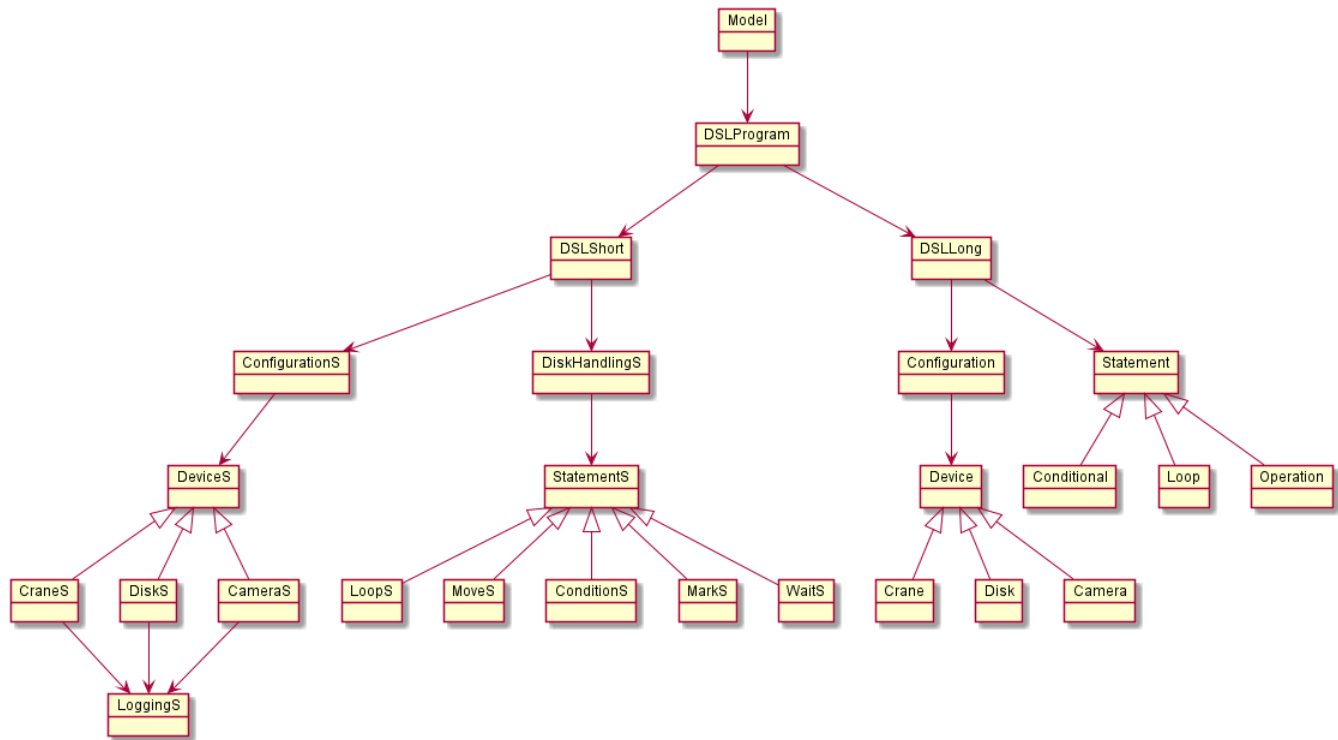 Model
DSLProgram
DSLShort
DSLLong
ConfigurationS
DiskHandlingS
Configuration
Statement
DeviceS
StatementS
Device
Conditional
Loop
Operation
CraneS
DiskS
CameraS
LoopS
MoveS
ConditionS
MarkS
WaitS
Crane
Disk
Camera
LoggingS